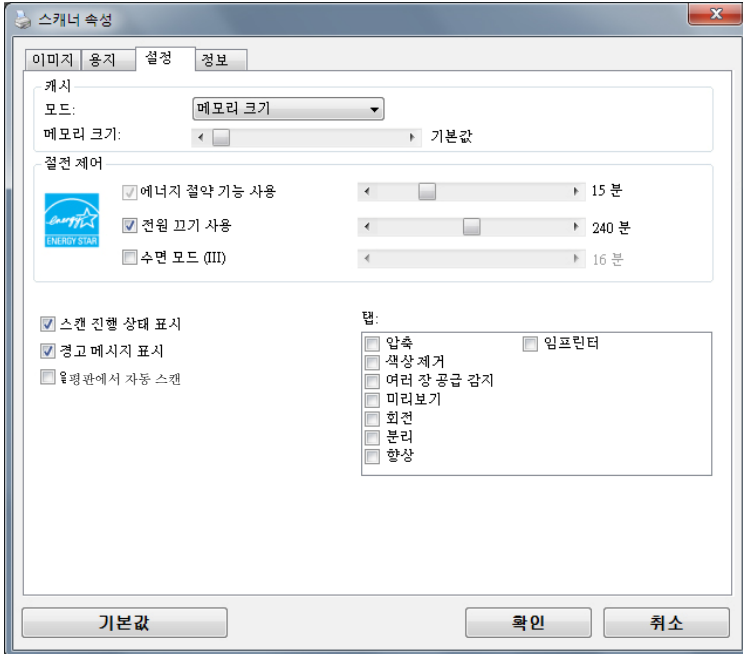 스캐너 속성
이미지 용지 설정 정보
캐시
모드: 메모리 크기
메모리 크기: 기본값
절전 제어
energy
ENERGY STAR
에너지 절약 기능 사용 15 분
전원 끄기 사용 240 분
수면 모드 (III) 16 분
스캔 진행 상태 표시
경고 메시지 표시
평판에서 자동 스캔
탭:
압축 임프린터
색상 제거
여러 장 공급 감지
미리보기
회전
분리
향상
기본값 확인 취소